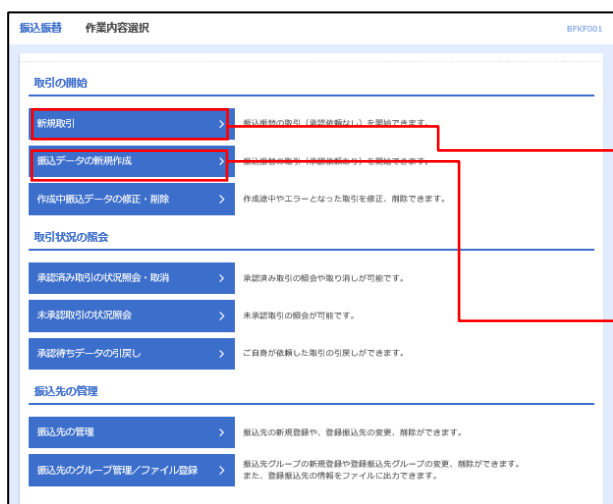 振込振替 作業内容選択 BFKF001
取引の開始
新規取引 > 振込振替の取引（承認依頼なし）を開始できます。
振込データの新規作成 > 振込振替の取引（承認依頼あり）を開始できます。
作成中振込データの修正・削除 > 作成途中やエラーとなった取引を修正、削除できます。
取引状況の照会
承認済み取引の状況照会・取消 > 承認済み取引の照会や取り消しが可能です。
未承認取引の状況照会 > 未承認取引の照会が可能です。
承認待ちデータの引戻し > ご自身が依頼した取引の引戻しができます。
振込先の管理
振込先の管理 > 振込先の新規登録や、登録振込先の変更、削除ができます。
振込先のグループ管理／ファイル登録 > 振込先グループの新規登録や登録振込先グループの変更、削除ができます。
また、登録振込先の情報をファイルに出力できます。